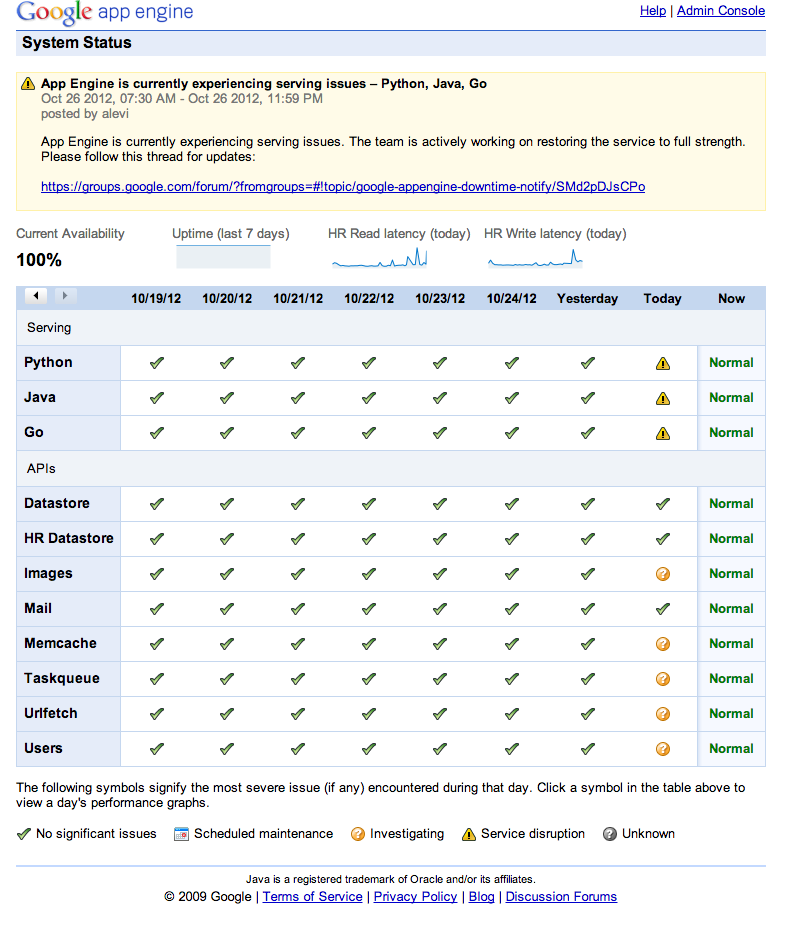 Google app engine
Help | Admin Console
System Status
App Engine is currently experiencing serving issues – Python, Java, Go
Oct 26 2012, 07:30 AM - Oct 26 2012, 11:59 PM
posted by alevi
App Engine is currently experiencing serving issues. The team is actively working on restoring the service to full strength.
Please follow this thread for updates:
https://groups.google.com/forum/?fromgroups=#!topic/google-appengine-downtime-notify/SMd2pDJsCPo
Current Availability Uptime (last 7 days) HR Read latency (today) HR Write latency (today)
100%
10/19/12 10/20/12 10/21/12 10/22/12 10/23/12 10/24/12 Yesterday Today Now
Serving
Python Normal
Java Normal
Go Normal
APIs
Datastore Normal
HR Datastore Normal
Images Normal
Mail Normal
Memcache Normal
Taskqueue Normal
Urlfetch Normal
Users Normal
The following symbols signify the most severe issue (if any) encountered during that day. Click a symbol in the table above to
view a day's performance graphs.
No significant issues Scheduled maintenance Investigating Service disruption Unknown
Java is a registered trademark of Oracle and/or its affiliates.
© 2009 Google | Terms of Service | Privacy Policy | Blog | Discussion Forums